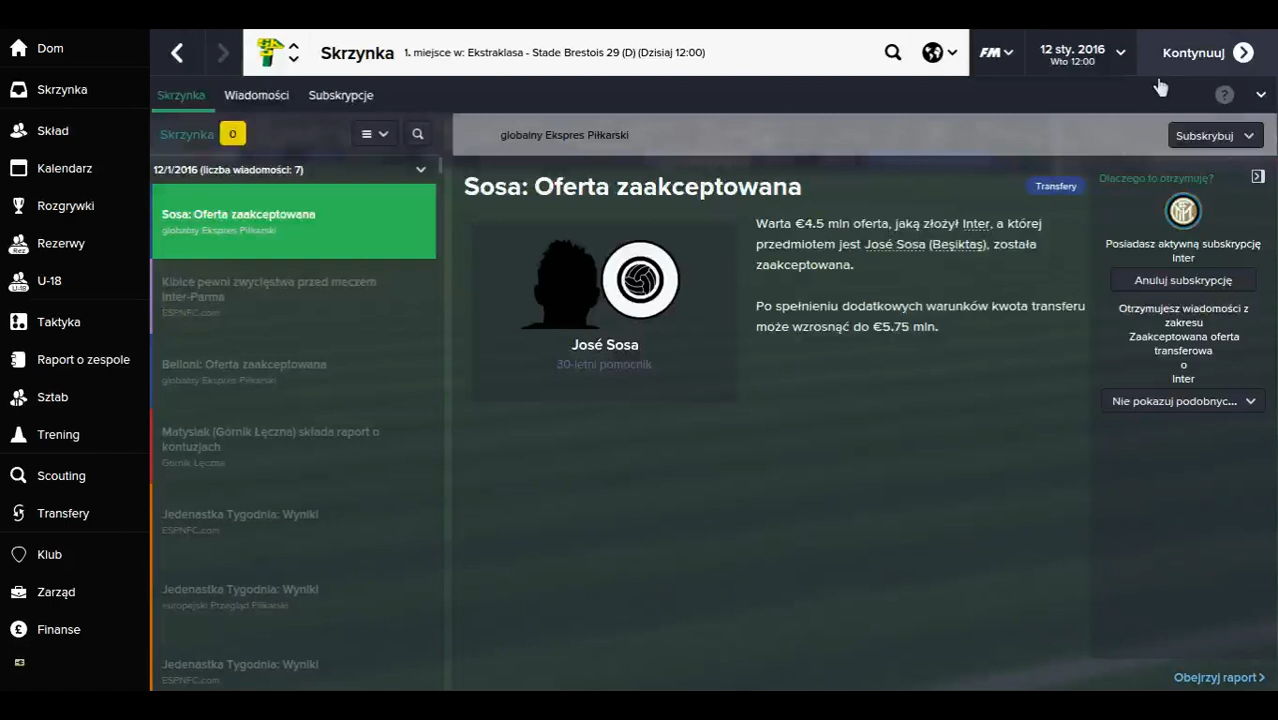 Dom
Skrzynka
Skład
Kalendarz
Rozgrywki
Rezerwy
U-18
Taktyka
Raport o zespole
Sztab
Trening
Scouting
Transfery
Klub
Zarząd
Finanse
Skrzynka
1. miejsce w: Ekstraklasa - Stade Brestois 29 (D) (Dzisiaj 12:00)
FM
12 sty. 2016
Wto 12:00
Kontynuuj
Skrzynka
Wiadomości
Subskrypcje
?
Skrzynka
0
12/1/2016 (liczba wiadomości: 7)
Sosa: Oferta zaakceptowana
globalny Ekspres Piłkarski
Kibice pewni zwycięstwa przed meczem
Inter-Parma
ESPNFC.com
Belloni: Oferta zaakceptowana
globalny Ekspres Piłkarski
Matysiak (Górnik Łęczna) składa raport o
kontuzjach
Górnik Łęczna
Jedenastka Tygodnia: Wyniki
ESPNFC.com
Jedenastka Tygodnia: Wyniki
europejski Przegląd Piłkarski
Jedenastka Tygodnia: Wyniki
ESPNFC.com
globalny Ekspres Piłkarski
Subskrybuj
Sosa: Oferta zaakceptowana
Transfery
José Sosa
30-letni pomocnik
Warta €4.5 mln oferta, jaką złożył Inter, a której
przedmiotem jest José Sosa (Beşiktaş), została
zaakceptowana.
Po spełnieniu dodatkowych warunków kwota transferu
może wzrosnąć do €5.75 mln.
Dlaczego to otrzymuję?
Posiadasz aktywną subskrypcję
Inter
Anuluj subskrypcję
Otrzymujesz wiadomości z
zakresu
Zaakceptowana oferta
transferowa
o
Inter
Nie pokazuj podobnyc...
Obejrzyj raport